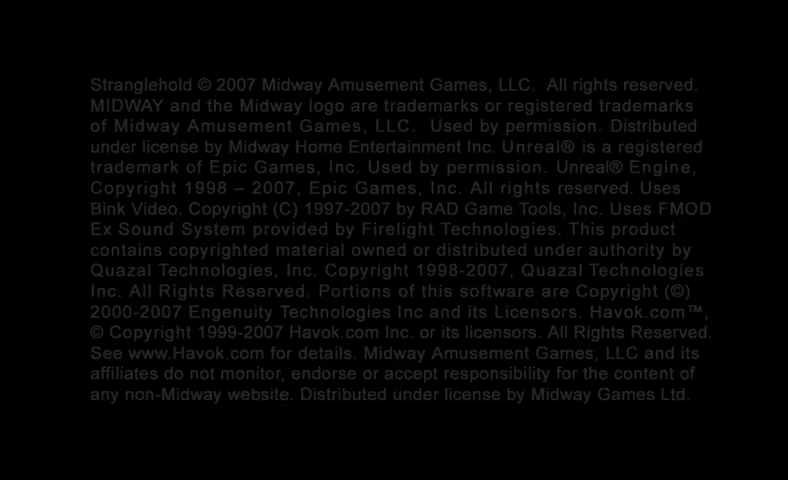 Stranglehold © 2007 Midway Amusement Games, LLC.  All rights reserved.
MIDWAY and the Midway logo are trademarks or registered trademarks
of Midway Amusement Games, LLC.  Used by permission. Distributed
under license by Midway Home Entertainment Inc. Unreal® is a registered
trademark of Epic Games, Inc. Used by permission. Unreal® Engine,
Copyright 1998 – 2007, Epic Games, Inc. All rights reserved. Uses
Bink Video. Copyright (C) 1997-2007 by RAD Game Tools, Inc. Uses FMOD
Ex Sound System provided by Firelight Technologies. This product
contains copyrighted material owned or distributed under authority by
Quazal Technologies, Inc. Copyright 1998-2007, Quazal Technologies
Inc. All Rights Reserved. Portions of this software are Copyright (©)
2000-2007 Engenuity Technologies Inc and its Licensors. Havok.com™,
© Copyright 1999-2007 Havok.com Inc. or its licensors. All Rights Reserved.
See www.Havok.com for details. Midway Amusement Games, LLC and its
affiliates do not monitor, endorse or accept responsibility for the content of
any non-Midway website. Distributed under license by Midway Games Ltd.